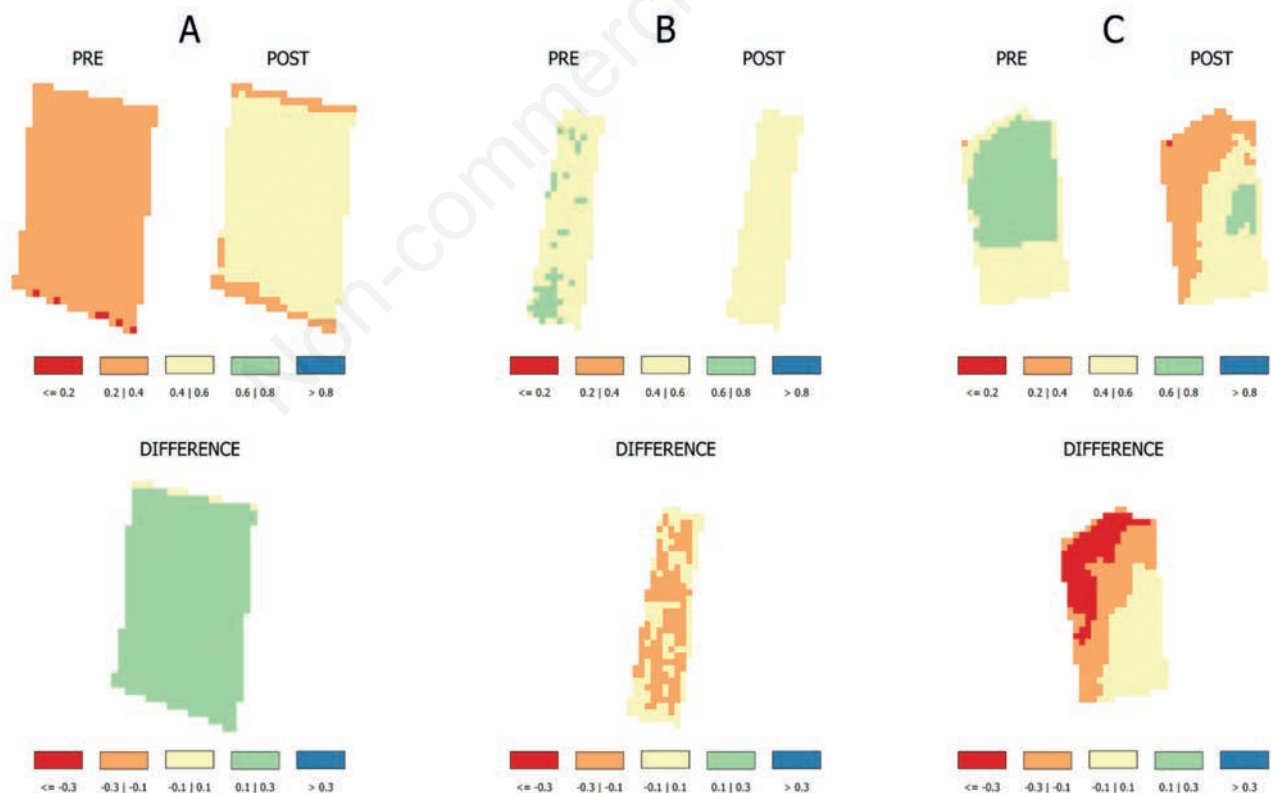 A B C
PRE POST PRE POST PRE POST
<= 0.2 0.2 | 0.4 0.4 | 0.6 0.6 | 0.8 > 0.8 <= 0.2 0.2 | 0.4 0.4 | 0.6 0.6 | 0.8 > 0.8 <= 0.2 0.2 | 0.4 0.4 | 0.6 0.6 | 0.8 > 0.8
DIFFERENCE DIFFERENCE DIFFERENCE
<= -0.3 -0.3 | -0.1 -0.1 | 0.1 0.1 | 0.3 > 0.3 <= -0.3 -0.3 | -0.1 -0.1 | 0.1 0.1 | 0.3 > 0.3 <= -0.3 -0.3 | -0.1 -0.1 | 0.1 0.1 | 0.3 > 0.3